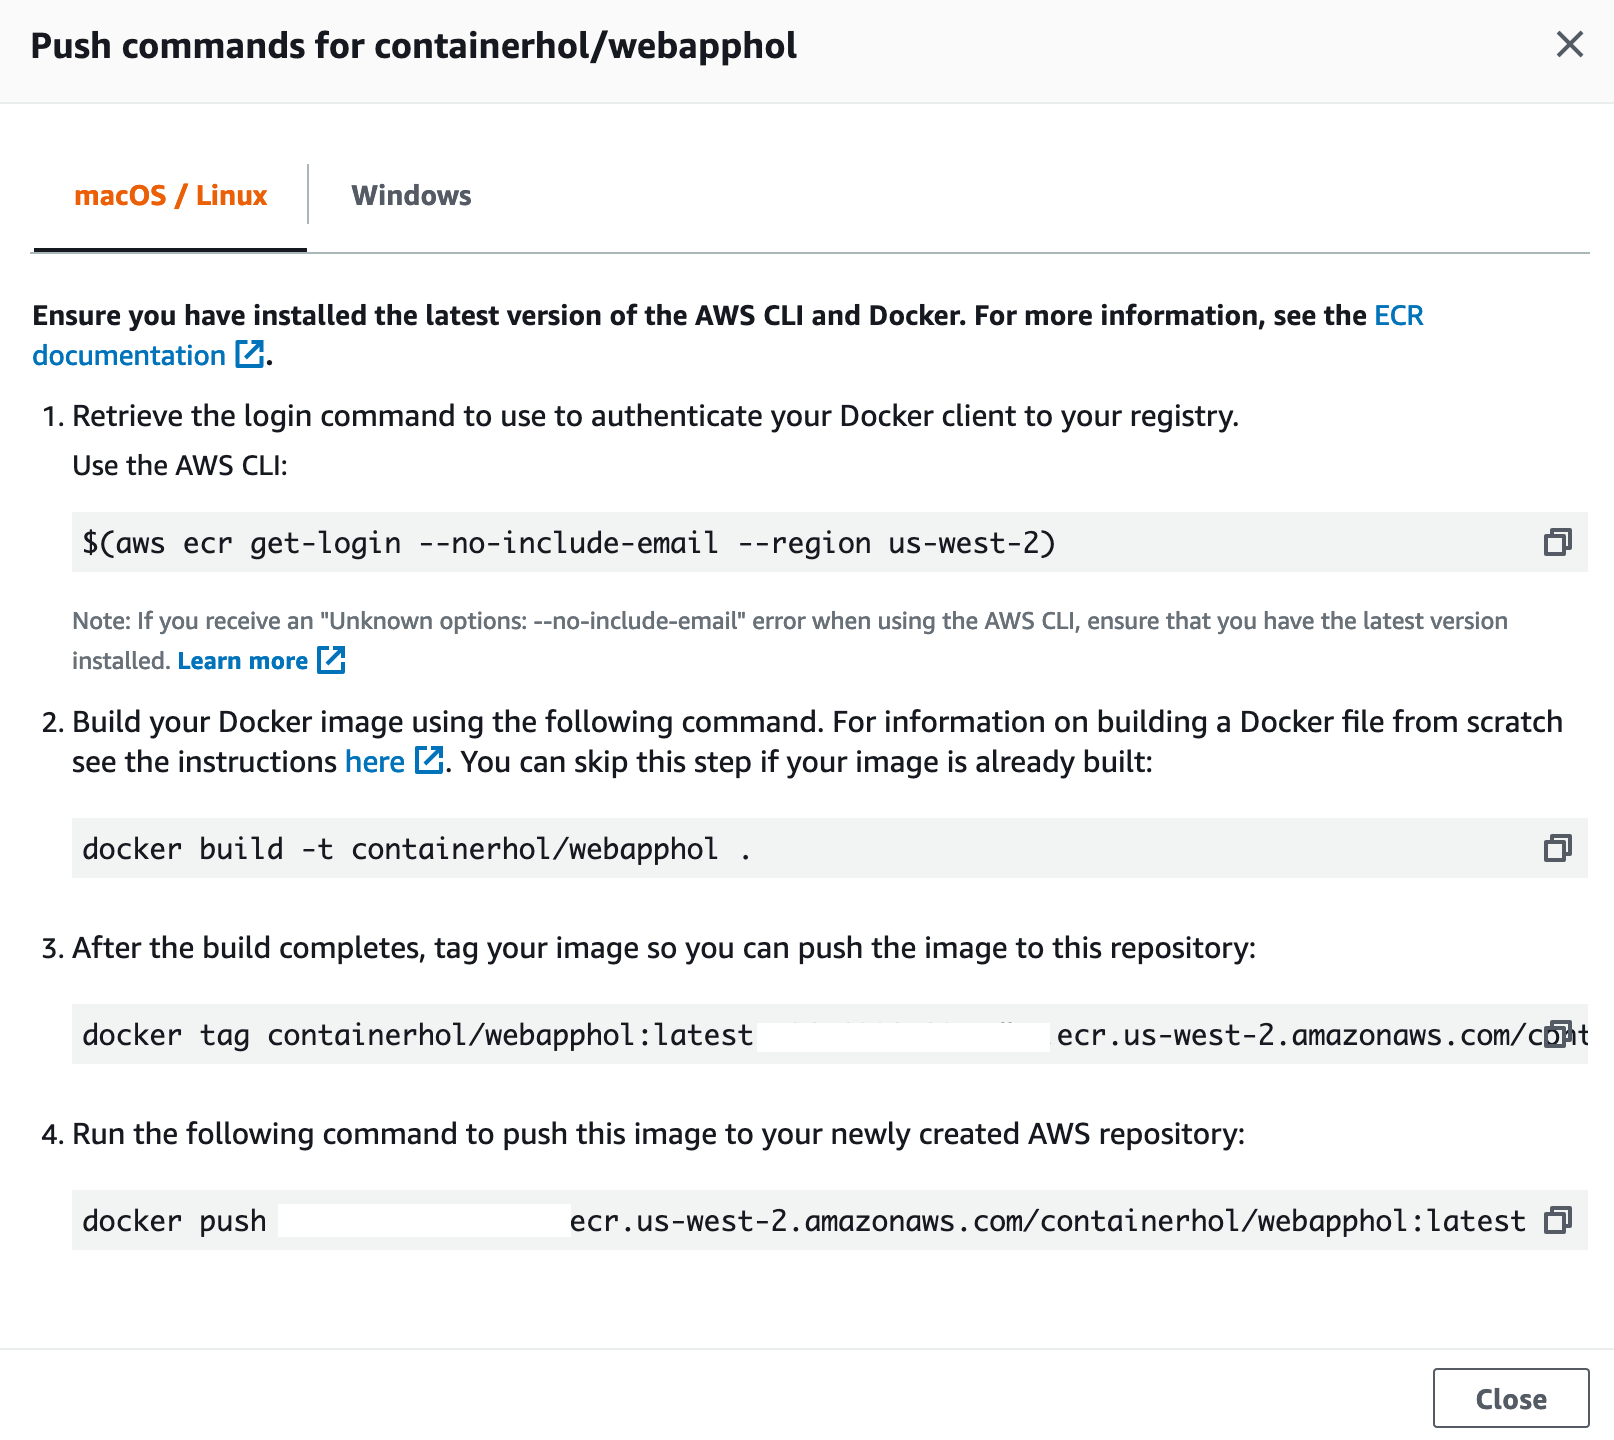 Push commands for containerhol/webapphol
macOS / Linux
Windows
Ensure you have installed the latest version of the AWS CLI and Docker. For more information, see the ECR
documentation.
1. Retrieve the login command to use to authenticate your Docker client to your registry.
Use the AWS CLI:
$(aws ecr get-login --no-include-email --region us-west-2)
Note: If you receive an "Unknown options: --no-include-email" error when using the AWS CLI, ensure that you have the latest version
installed. Learn more
2. Build your Docker image using the following command. For information on building a Docker file from scratch
see the instructions here. You can skip this step if your image is already built:
docker build -t containerhol/webapphol .
3. After the build completes, tag your image so you can push the image to this repository:
docker tag containerhol/webapphol:latest ecr.us-west-2.amazonaws.com/cont
4. Run the following command to push this image to your newly created AWS repository:
docker push ecr.us-west-2.amazonaws.com/containerhol/webapphol:latest
Close